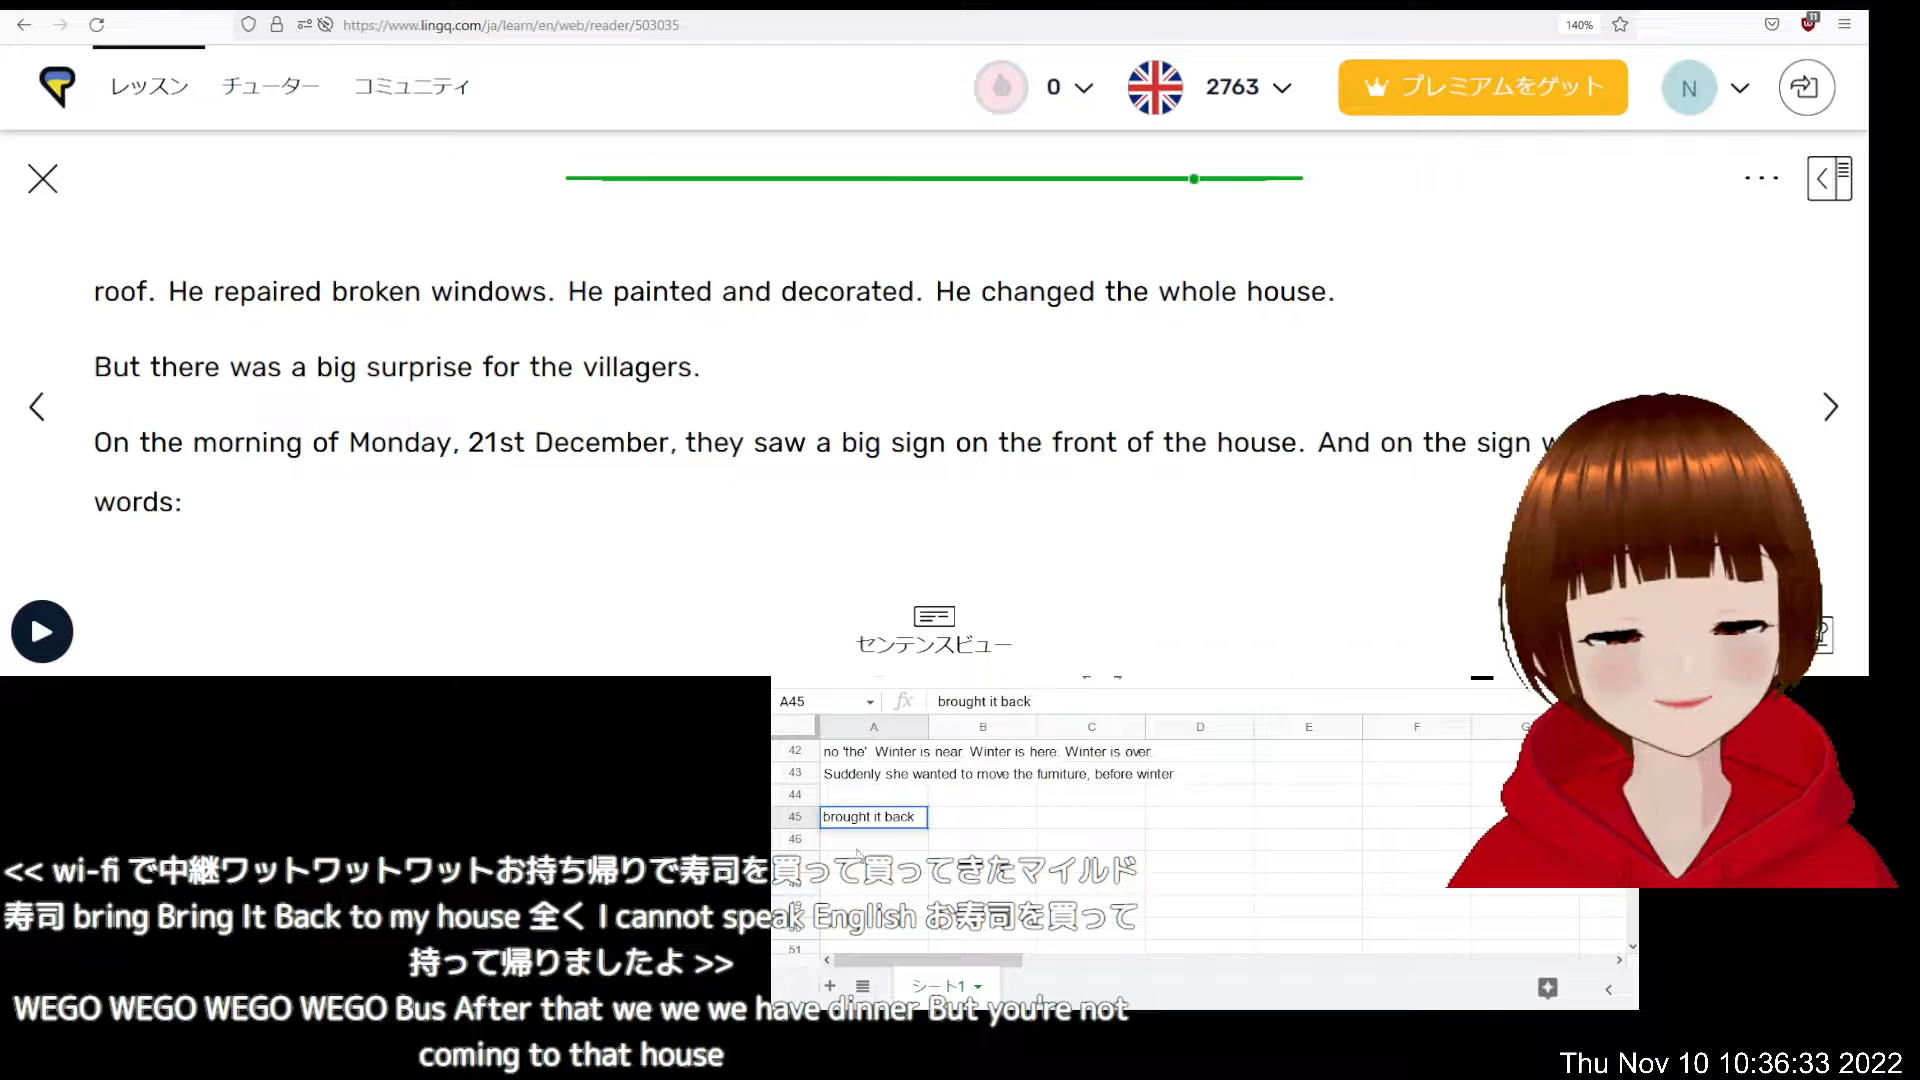 https://www.lingq.com/ja/learn/en/web/reader/503035
140%
11
レッスン
チューター
コミュニティ
0
2763
プレミアムをゲット
N
roof. He repaired broken windows. He painted and decorated. He changed the whole house.
But there was a big surprise for the villagers.
On the morning of Monday, 21st December, they saw a big sign on the front of the house. And on the sign
words:
センテンスビュー
A45
fx
brought it back
A B C D E F G
42 no 'the'. Winter is near. Winter is here. Winter is over.
43 Suddenly she wanted to move the furniture, before winter
44
45 brought it back
46
51
シート1
<< wi-fi で中継ワットワットワットお持ち帰りで寿司を買って買ってきたマイルド
寿司 bring Bring It Back to my house 全く I cannot speak English お寿司を買って
持って帰りましたよ >>
WEGO WEGO WEGO WEGO Bus After that we we we have dinner But you're not
coming to that house
Thu Nov 10 10:36:33 2022